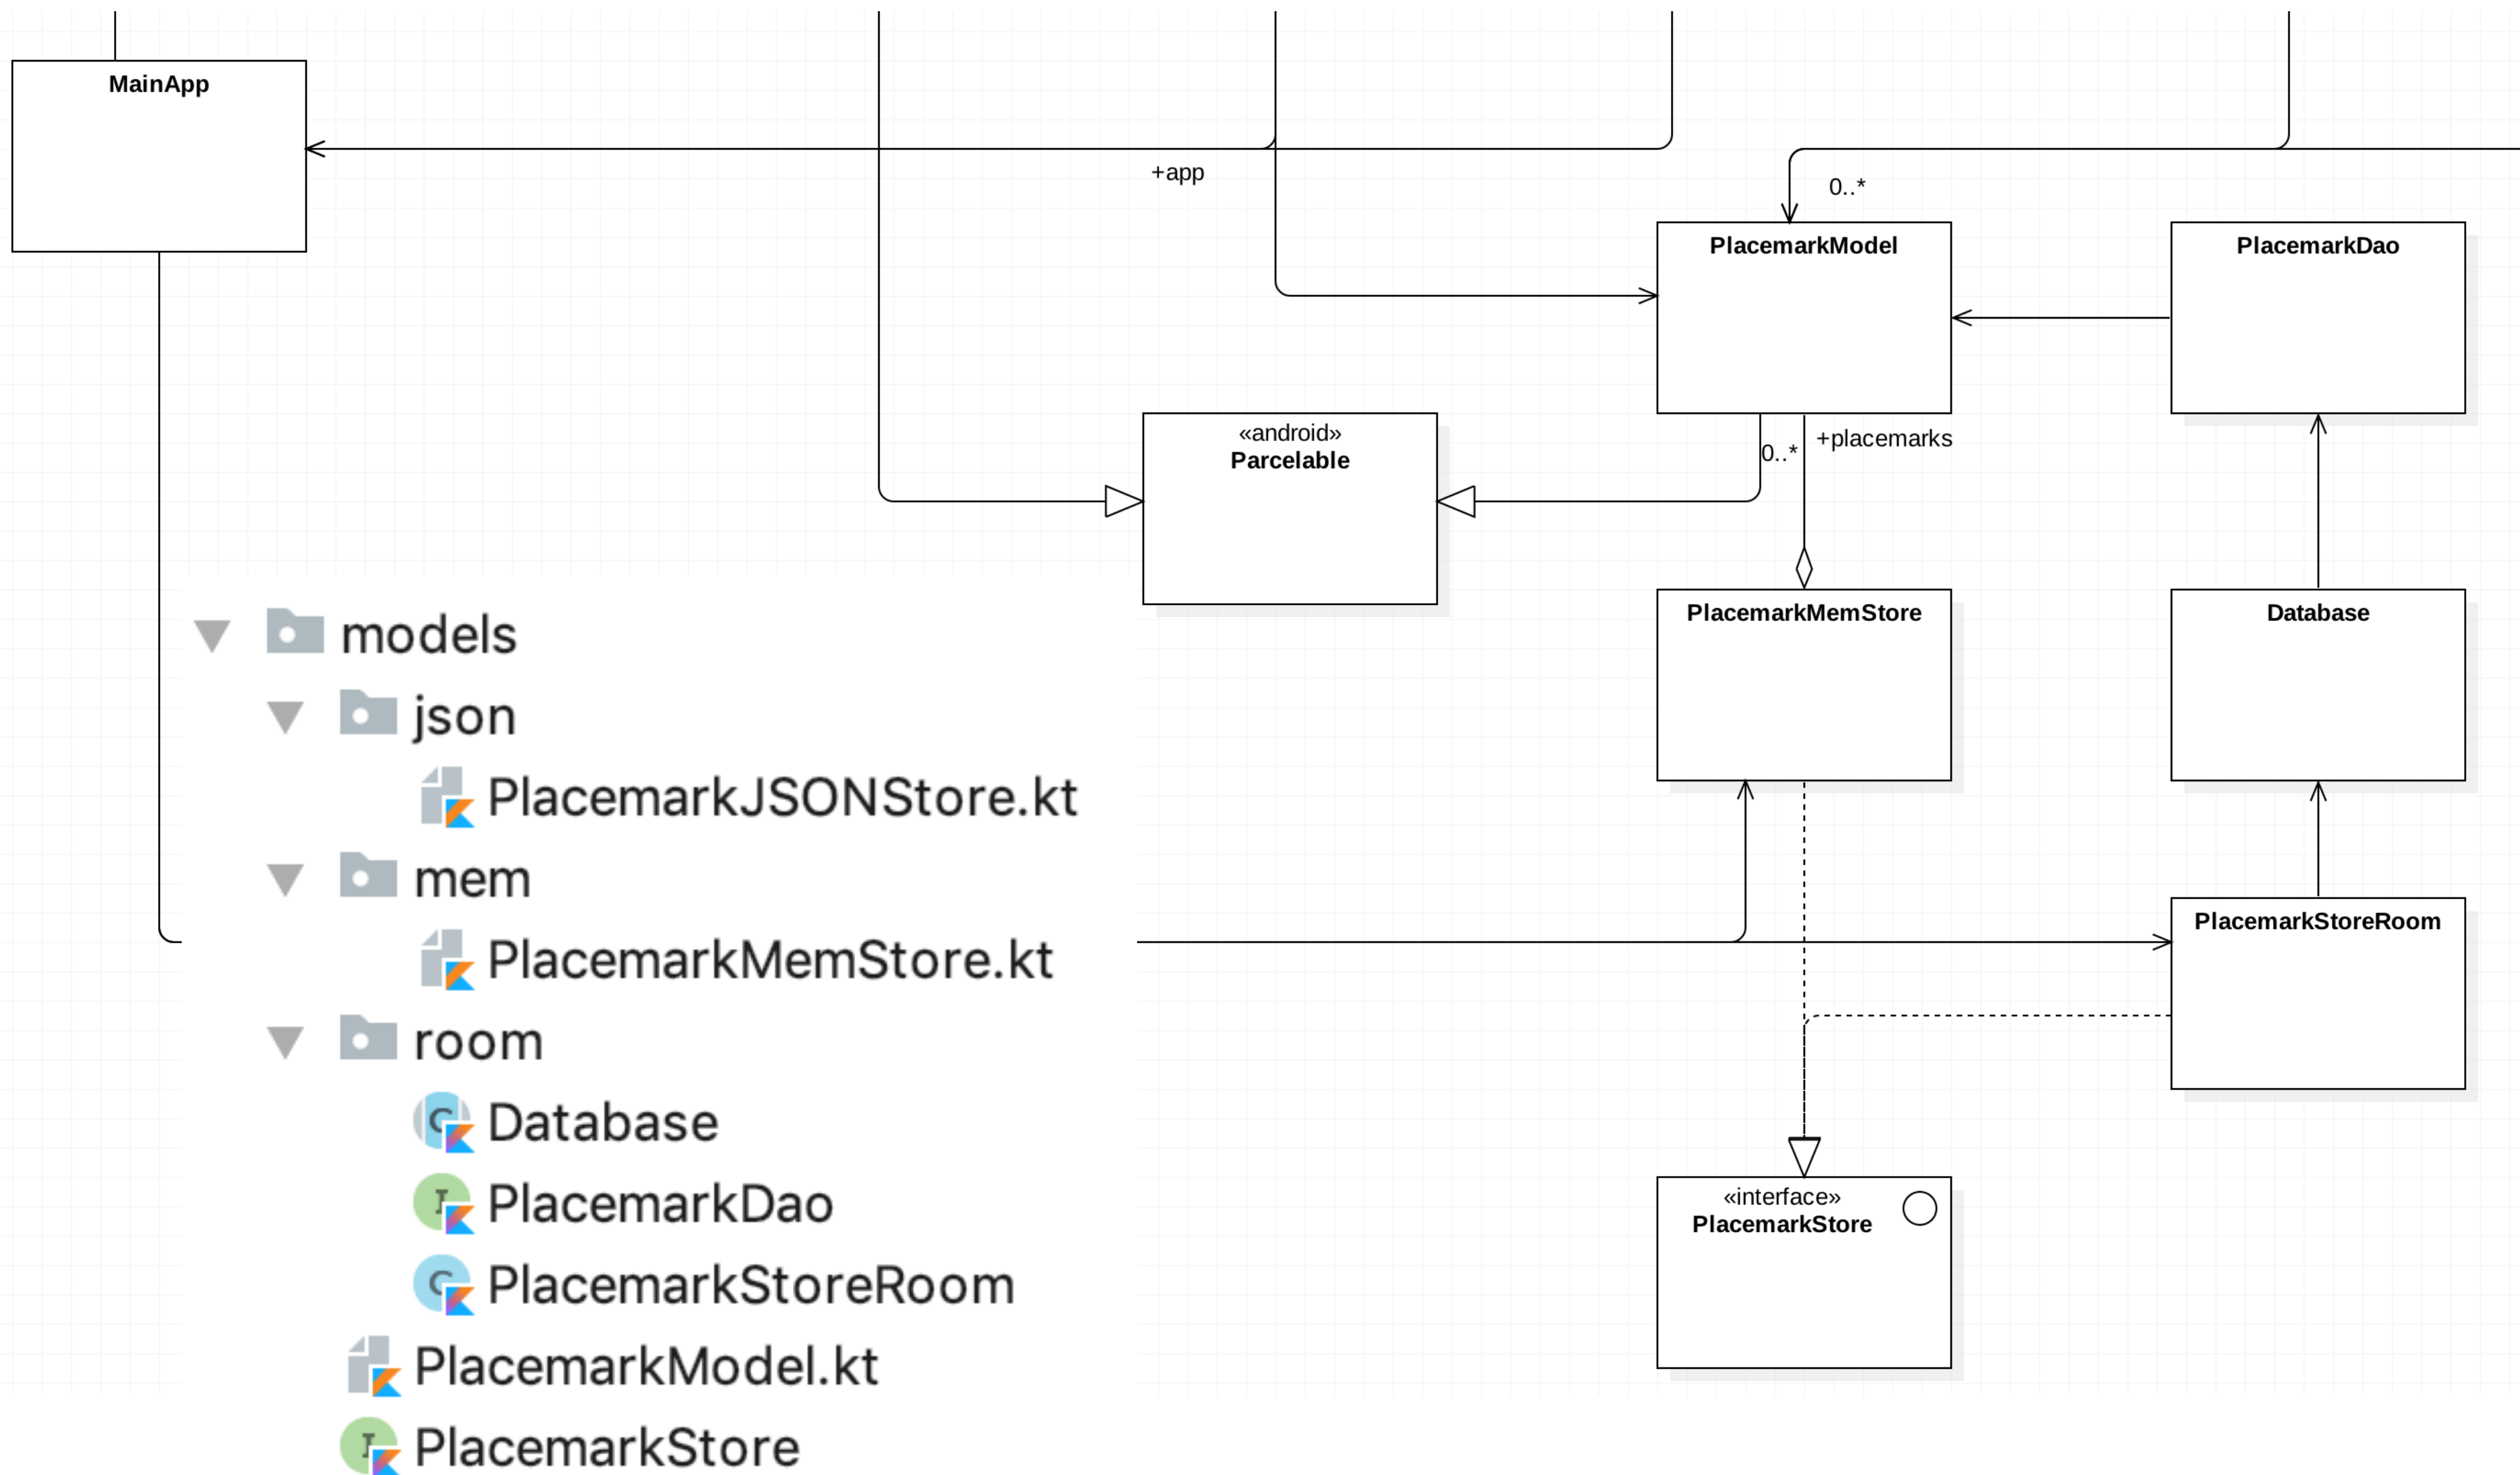 MainApp
+app
0..*
PlacemarkModel
PlacemarkDao
«android»
Parcelable
0..*
+placemarks
PlacemarkMemStore
Database
PlacemarkStoreRoom
«interface»
PlacemarkStore
models
json
PlacemarkJSONStore.kt
mem
PlacemarkMemStore.kt
room
Database
PlacemarkDao
PlacemarkStoreRoom
PlacemarkModel.kt
PlacemarkStore